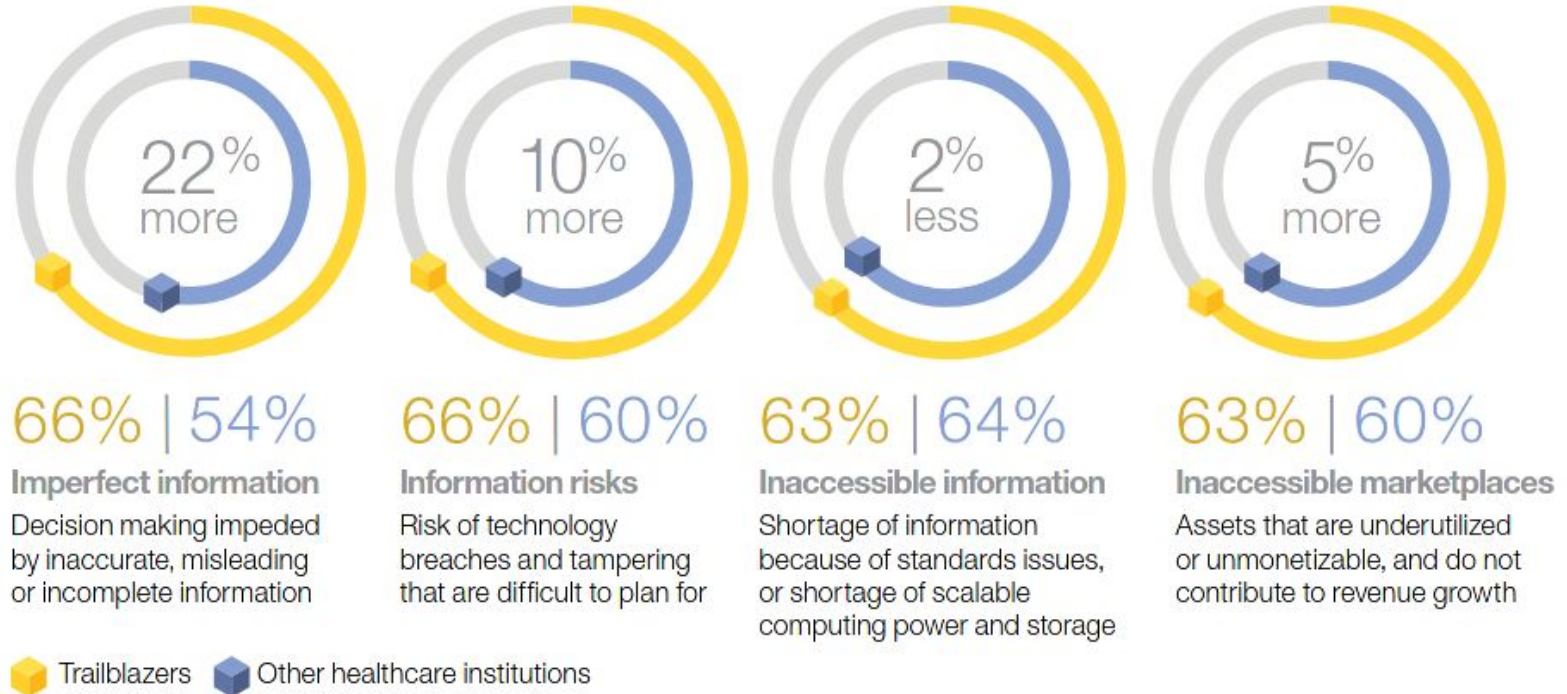 22%
more
10%
more
2%
less
5%
more
66% | 54%
Imperfect information
Decision making impeded
by inaccurate, misleading
or incomplete information
66% | 60%
Information risks
Risk of technology
breaches and tampering
that are difficult to plan for
63% | 64%
Inaccessible information
Shortage of information
because of standards issues,
or shortage of scalable
computing power and storage
63% | 60%
Inaccessible marketplaces
Assets that are underutilized
or unmonetizable, and do not
contribute to revenue growth
Trailblazers
Other healthcare institutions